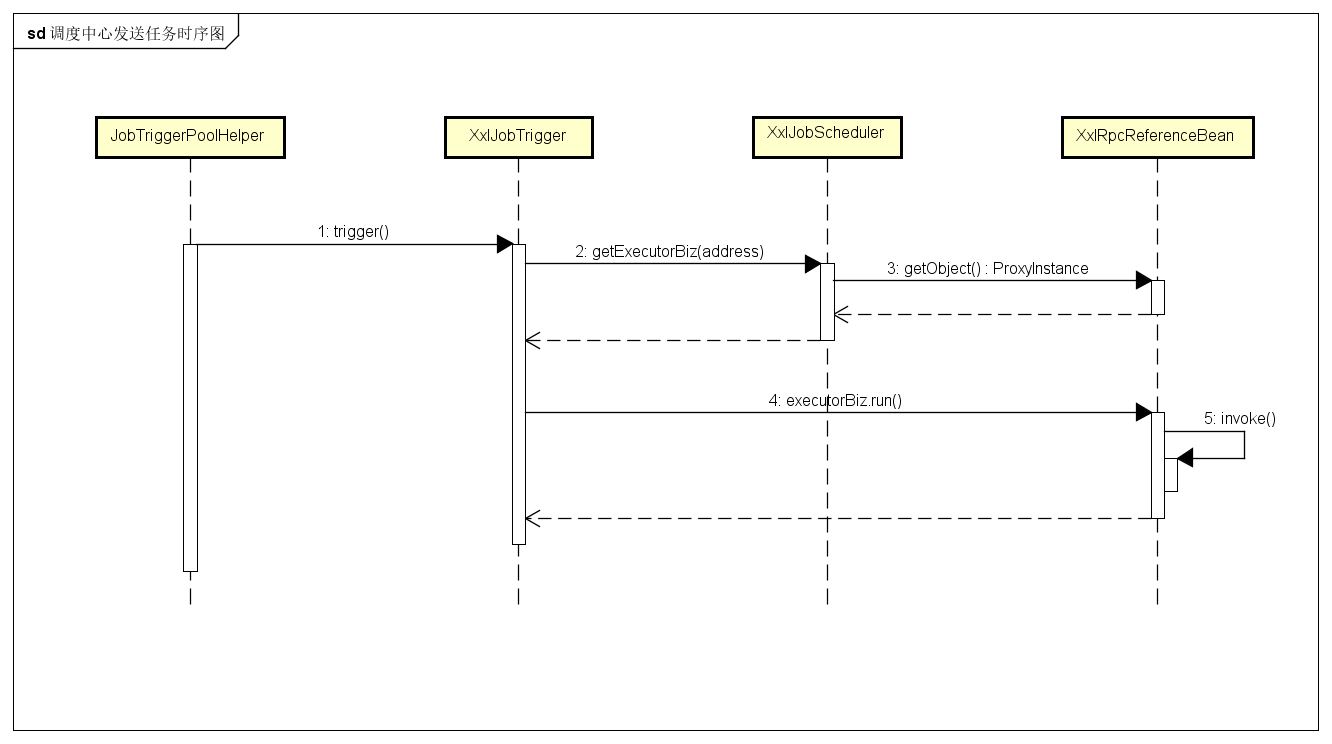 sd 调度中心发送任务时序图
JobTriggerPoolHelper
XxlJobTrigger
XxlJobScheduler
XxlRpcReferenceBean
1: trigger()
2: getExecutorBiz(address)
3: getObject() : ProxyInstance
4: executorBiz.run()
5: invoke()